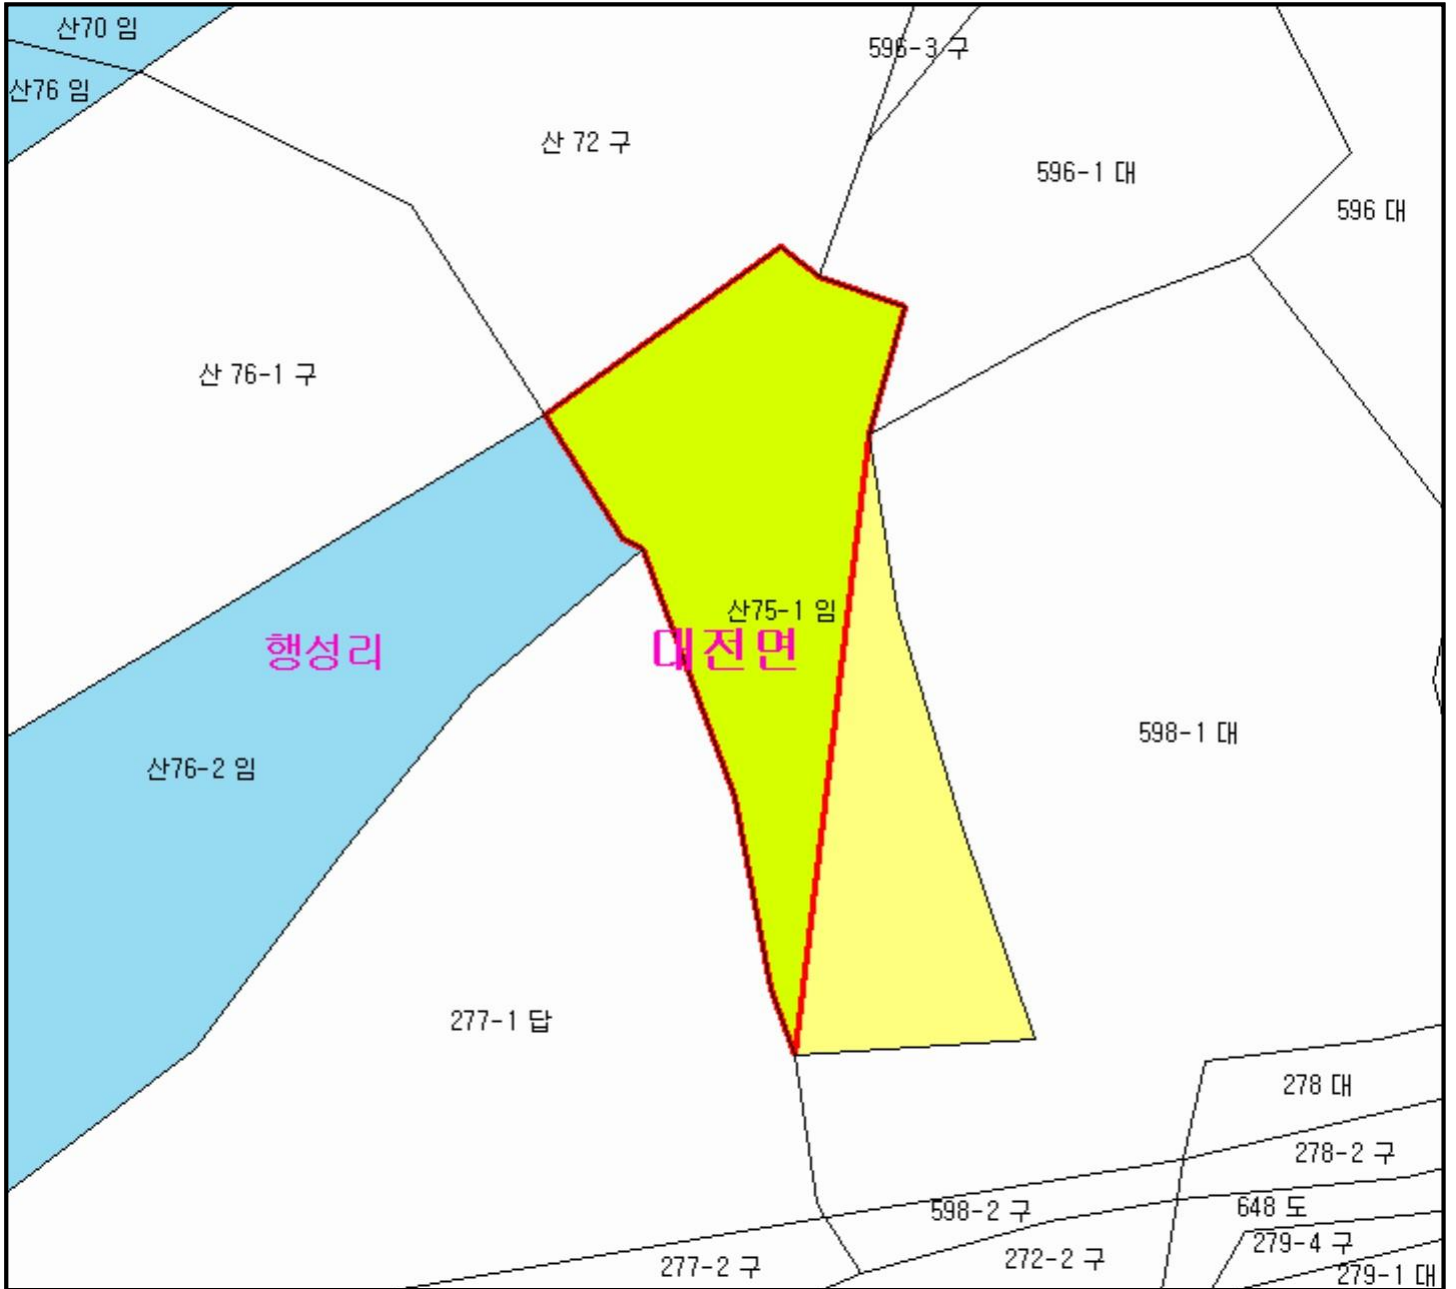 산70 임
596-3 구
산76 임
산 72 구
596-1 대
596 대
산 76-1 구
산75-1 임
행성리
대전면
598-1 대
산76-2 임
277-1 답
278 대
278-2 구
598-2 구
648 도
279-4 구
272-2 구
277-2 구
279-1 대